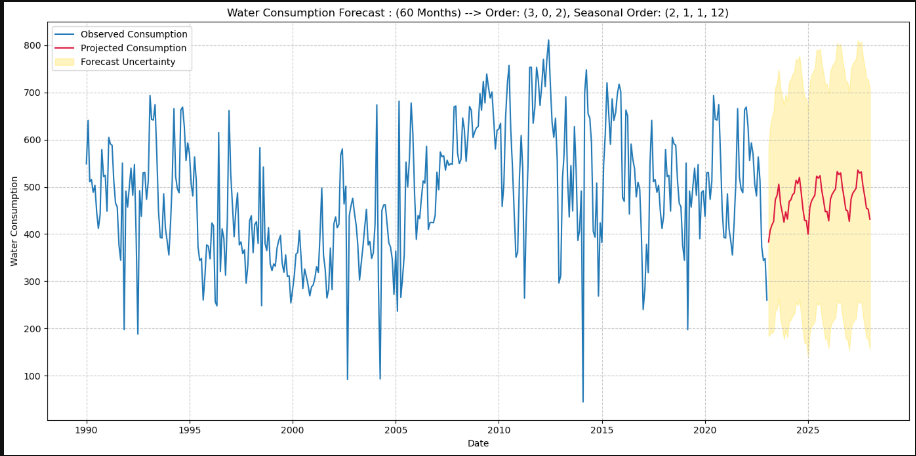 Water Consumption Forecast : (60 Months) --> Order: (3, 0, 2), Seasonal Order: (2, 1, 1, 12)
Observed Consumption
Projected Consumption
Forecast Uncertainty
Water Consumption
800
700
600
500
400
300
200
100
1990
1995
2000
2005
2010
2015
2020
2025
Date